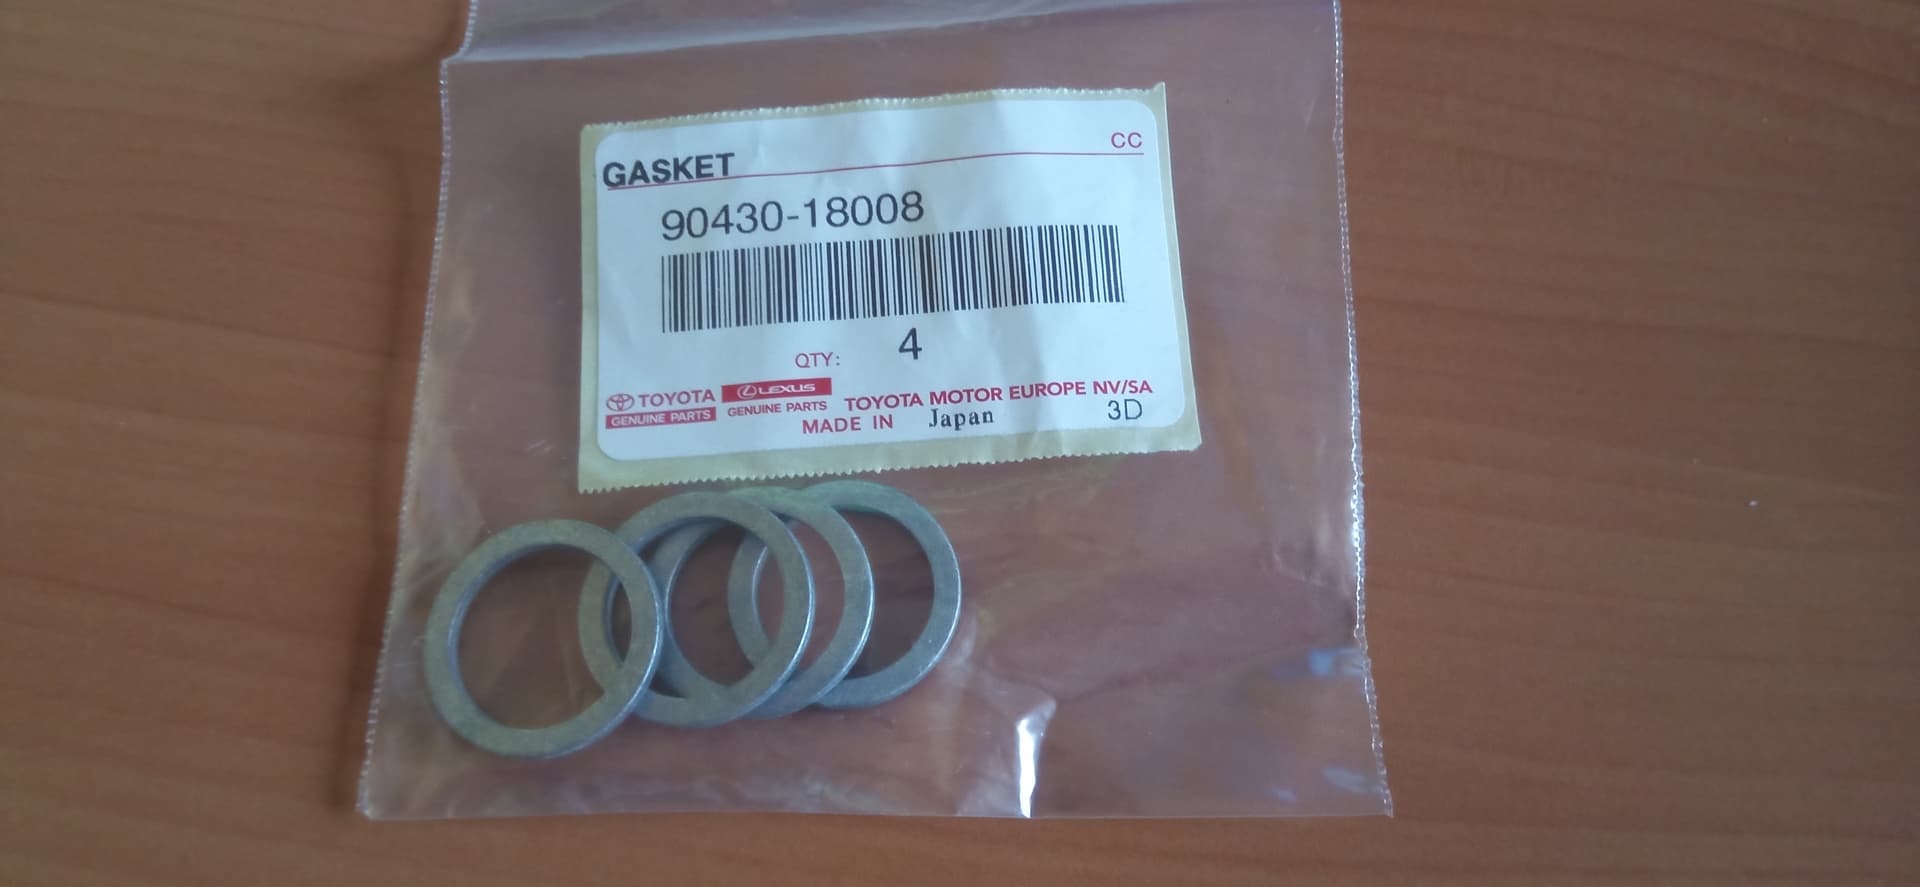 GASKET CC
90430-18008
QTY: 4
TOYOTA LEXUS TOYOTA MOTOR EUROPE NV/SA
GENUINE PARTS GENUINE PARTS
MADE IN Japan 3D